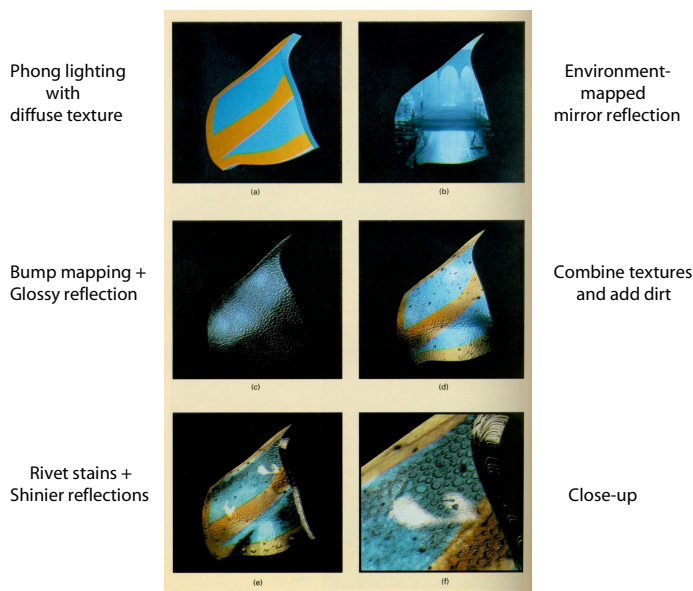 Phong lighting
with
diffuse texture
Environment-
mapped
mirror reflection
(a)
(b)
Bump mapping +
Glossy reflection
Combine textures
and add dirt
(c)
(d)
Rivet stains +
Shinier reflections
Close-up
(e)
(f)